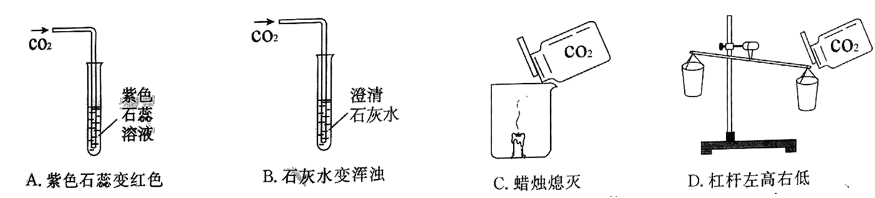 CO₂
紫色
石蕊
溶液
A.紫色石蕊变红色
CO₂
澄清
石灰水
B.石灰水变浑浊
CO₂
C.蜡烛熄灭
CO₂
D.杠杆左高右低